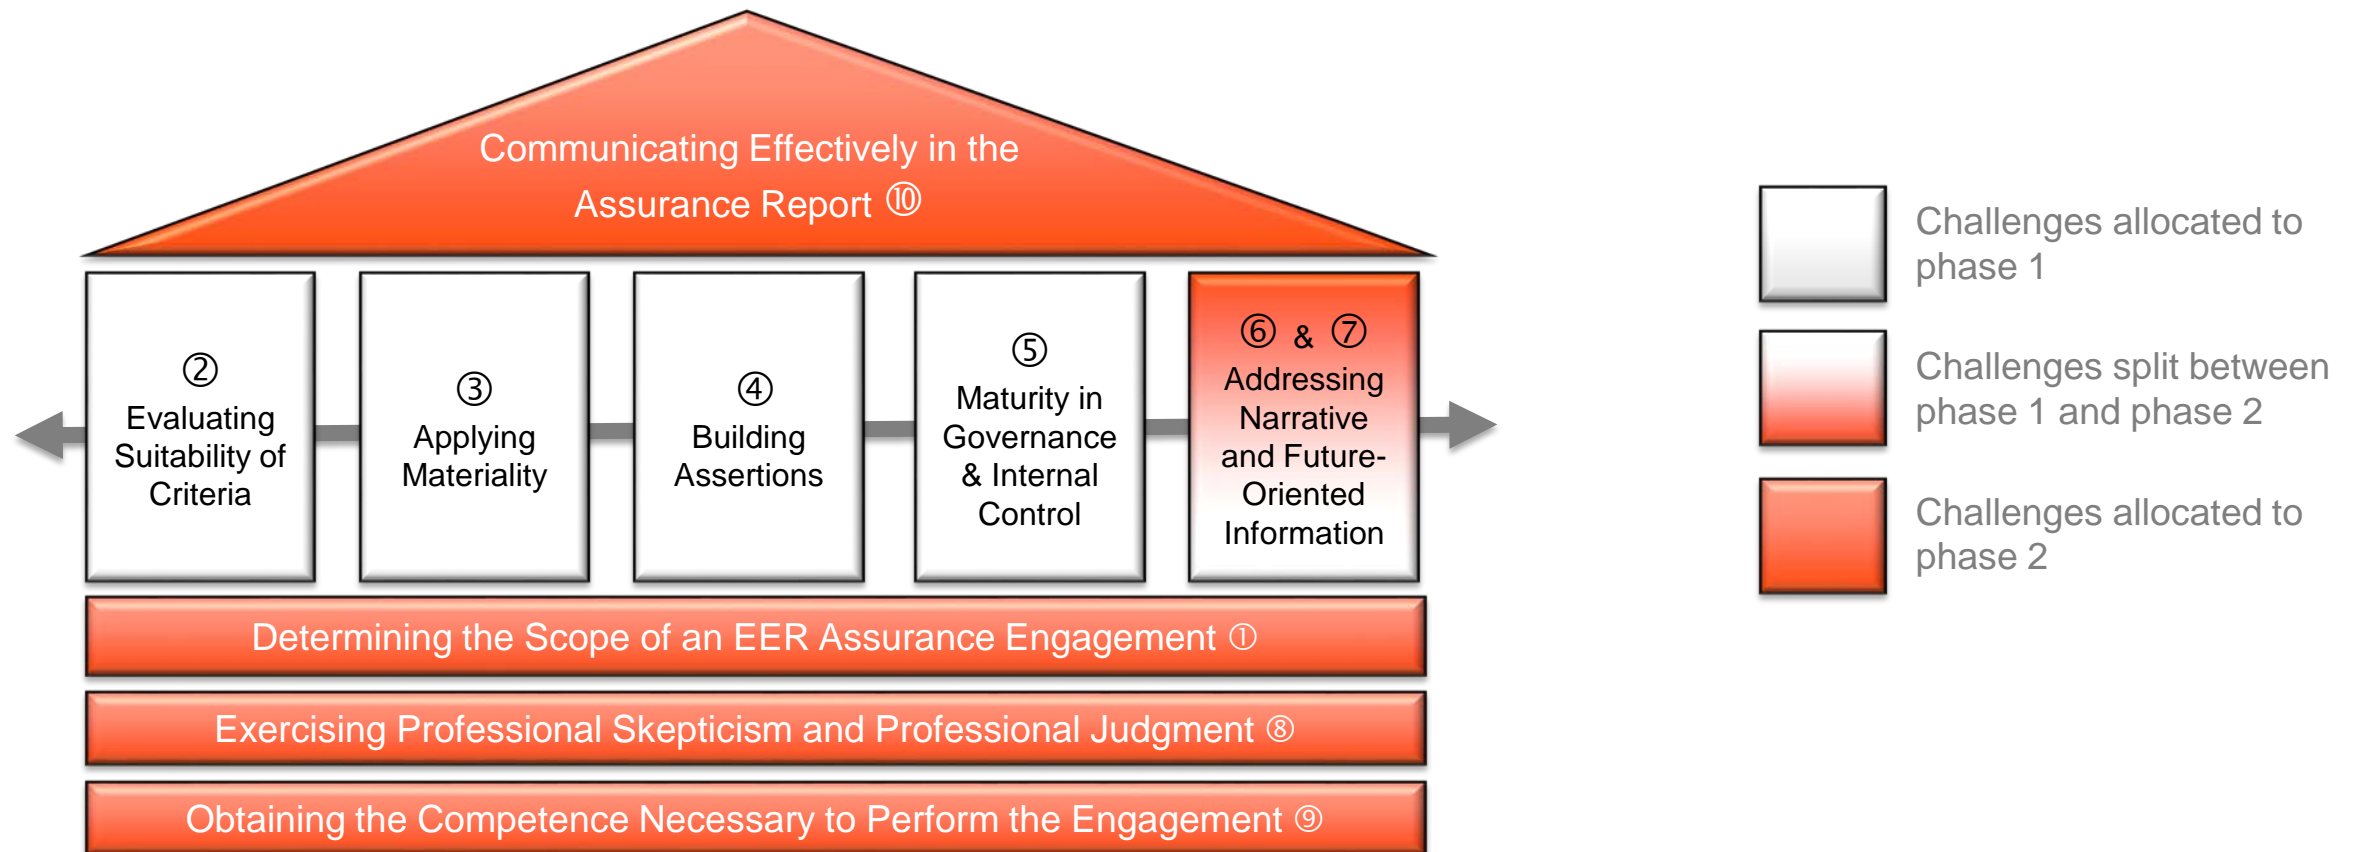 Communicating Effectively in the
Assurance Report ⑩
②
Evaluating
Suitability of
Criteria
③
Applying
Materiality
④
Building
Assertions
⑤
Maturity in
Governance
& Internal
Control
⑥ & ⑦
Addressing
Narrative
and Future-
Oriented
Information
Determining the Scope of an EER Assurance Engagement ①
Exercising Professional Skepticism and Professional Judgment ⑧
Obtaining the Competence Necessary to Perform the Engagement ⑨
Challenges allocated to
phase 1
Challenges split between
phase 1 and phase 2
Challenges allocated to
phase 2